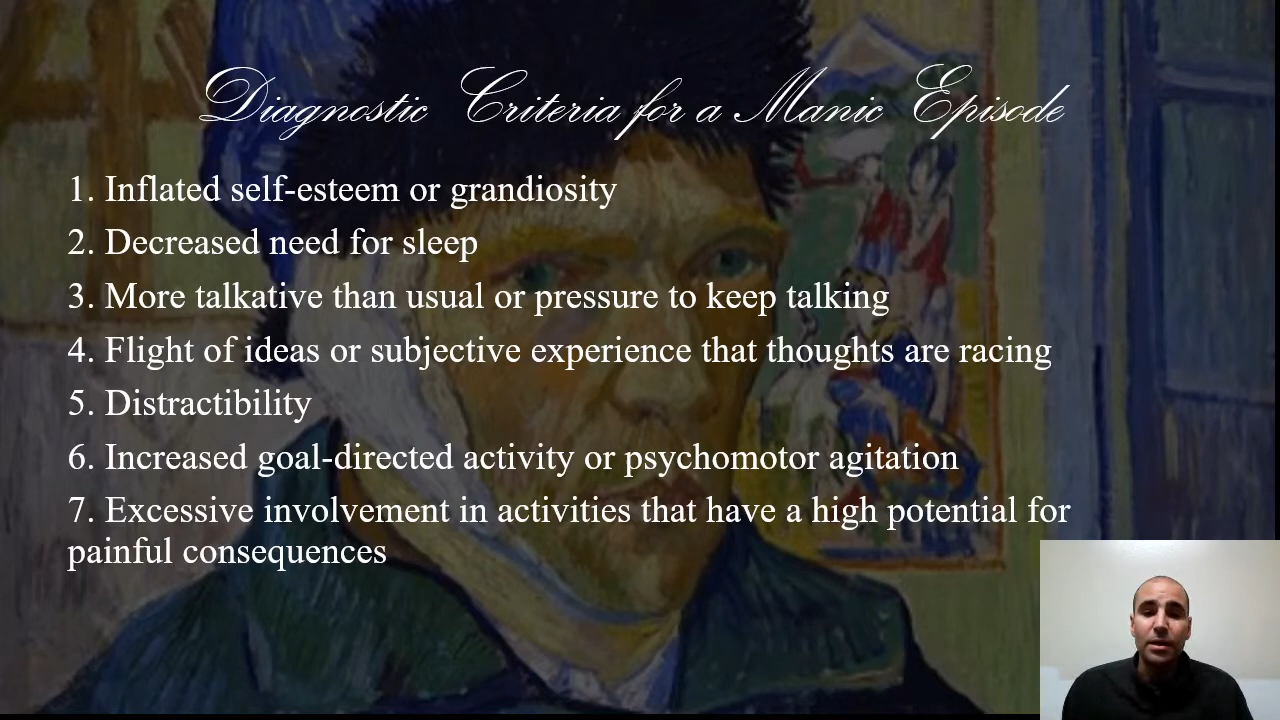 Diagnostic Criteria for a Manic Episode
1. Inflated self-esteem or grandiosity
2. Decreased need for sleep
3. More talkative than usual or pressure to keep talking
4. Flight of ideas or subjective experience that thoughts are racing
5. Distractibility
6. Increased goal-directed activity or psychomotor agitation
7. Excessive involvement in activities that have a high potential for
painful consequences